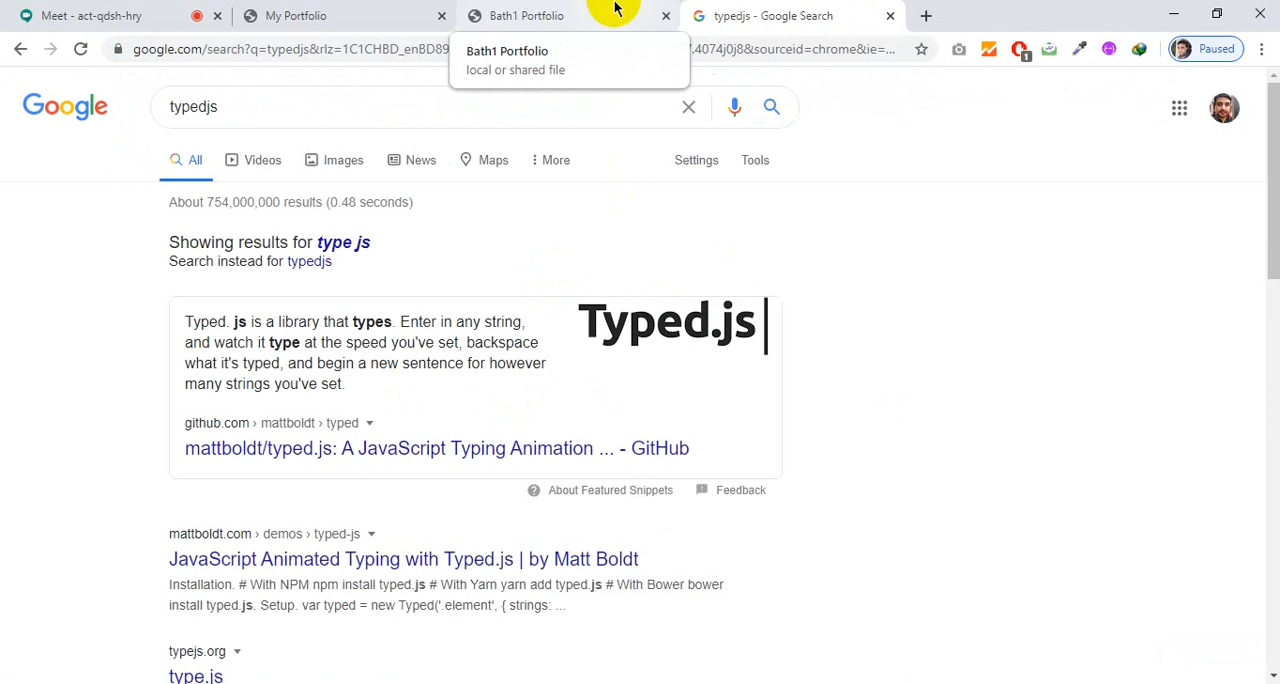 Meet - act-qdsh-hry
My Portfolio
Bath1 Portfolio
typedjs - Google Search
google.com/search?q=typedjs&rlz=1C1CHBD_enBD89
.4074j0j8&sourceid=chrome&ie=...
1
Paused
Bath1 Portfolio
local or shared file
Google
typedjs
All
Videos
Images
News
Maps
More
Settings
Tools
About 754,000,000 results (0.48 seconds)
Showing results for type js
Search instead for typedjs
Typed. js is a library that types. Enter in any string,
and watch it type at the speed you've set, backspace
what it's typed, and begin a new sentence for however
many strings you've set.
Typed.js
github.com › mattboldt › typed
mattboldt/typed.js: A JavaScript Typing Animation ... - GitHub
About Featured Snippets
Feedback
mattboldt.com › demos › typed-js
JavaScript Animated Typing with Typed.js | by Matt Boldt
Installation. # With NPM npm install typed.js # With Yarn yarn add typed.js # With Bower bower
install typed.js. Setup. var typed = new Typed('.element', { strings: ...
typejs.org
type.js